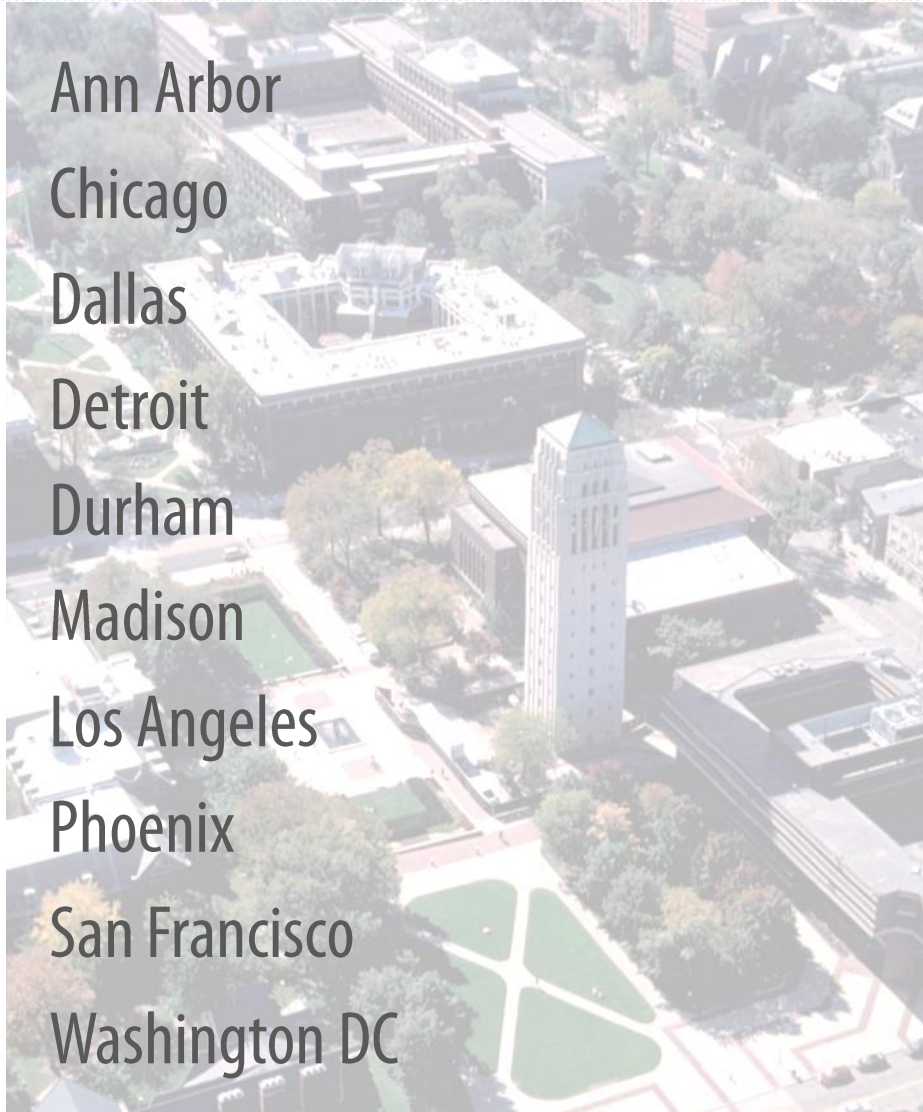 Ann Arbor
Chicago
Dallas
Detroit
Durham
Madison
Los Angeles
Phoenix
San Francisco
Washington DC